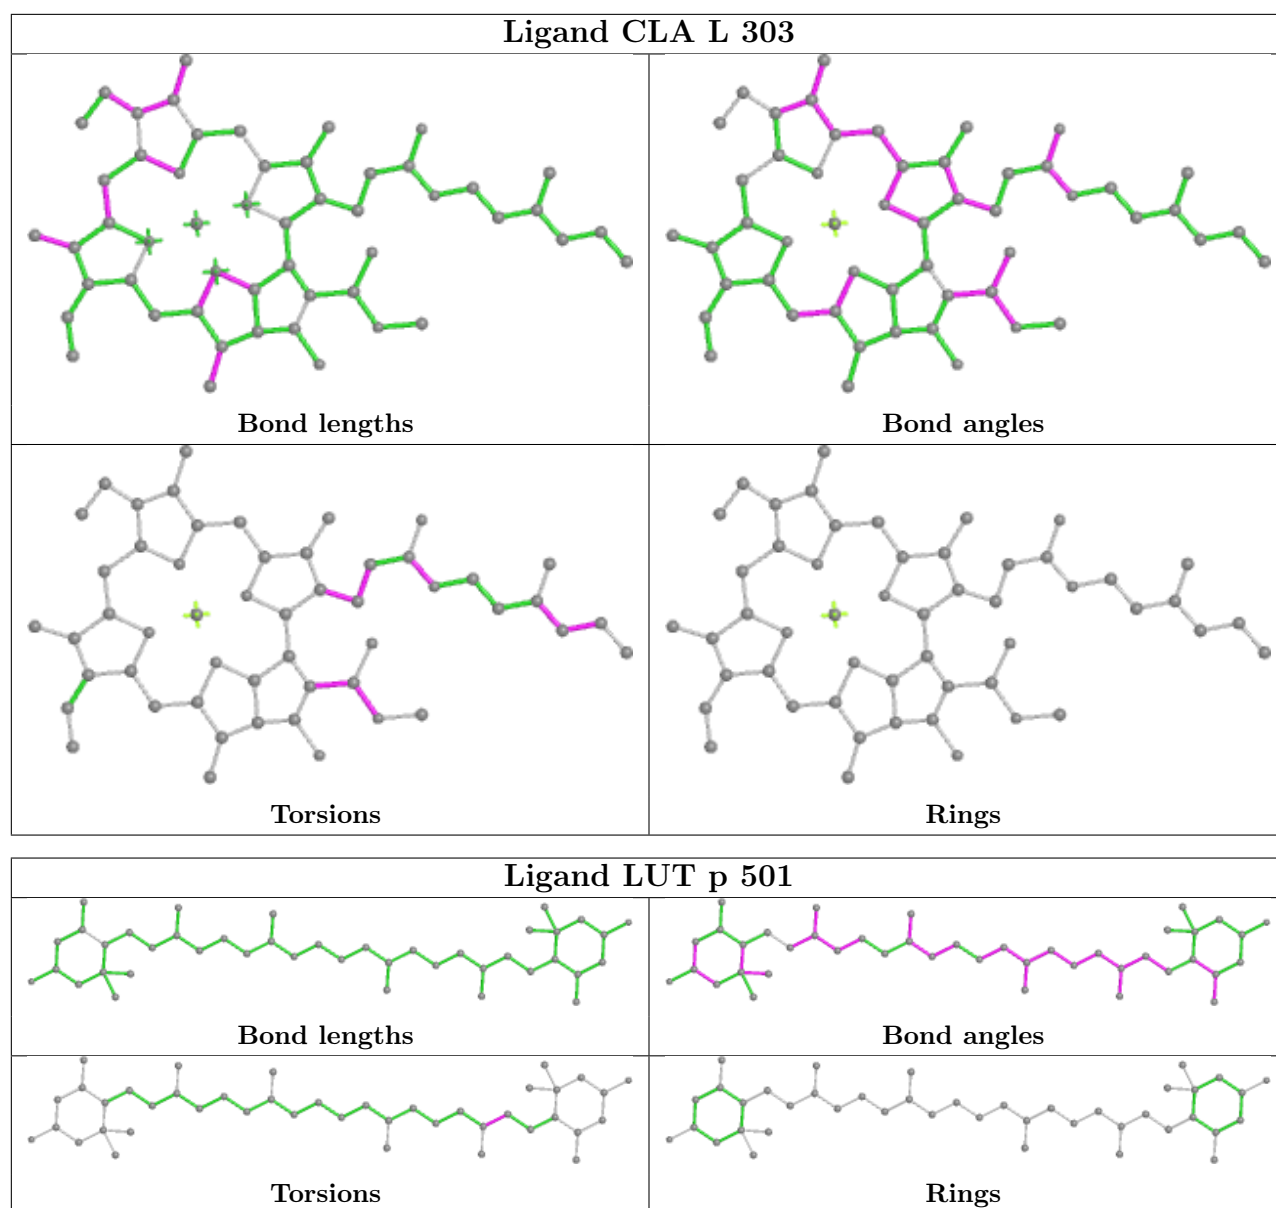 Ligand CLA L 303
Bond lengths
Bond angles
Torsions
Rings
Ligand LUT p 501
Bond lengths
Bond angles
Torsions
Rings